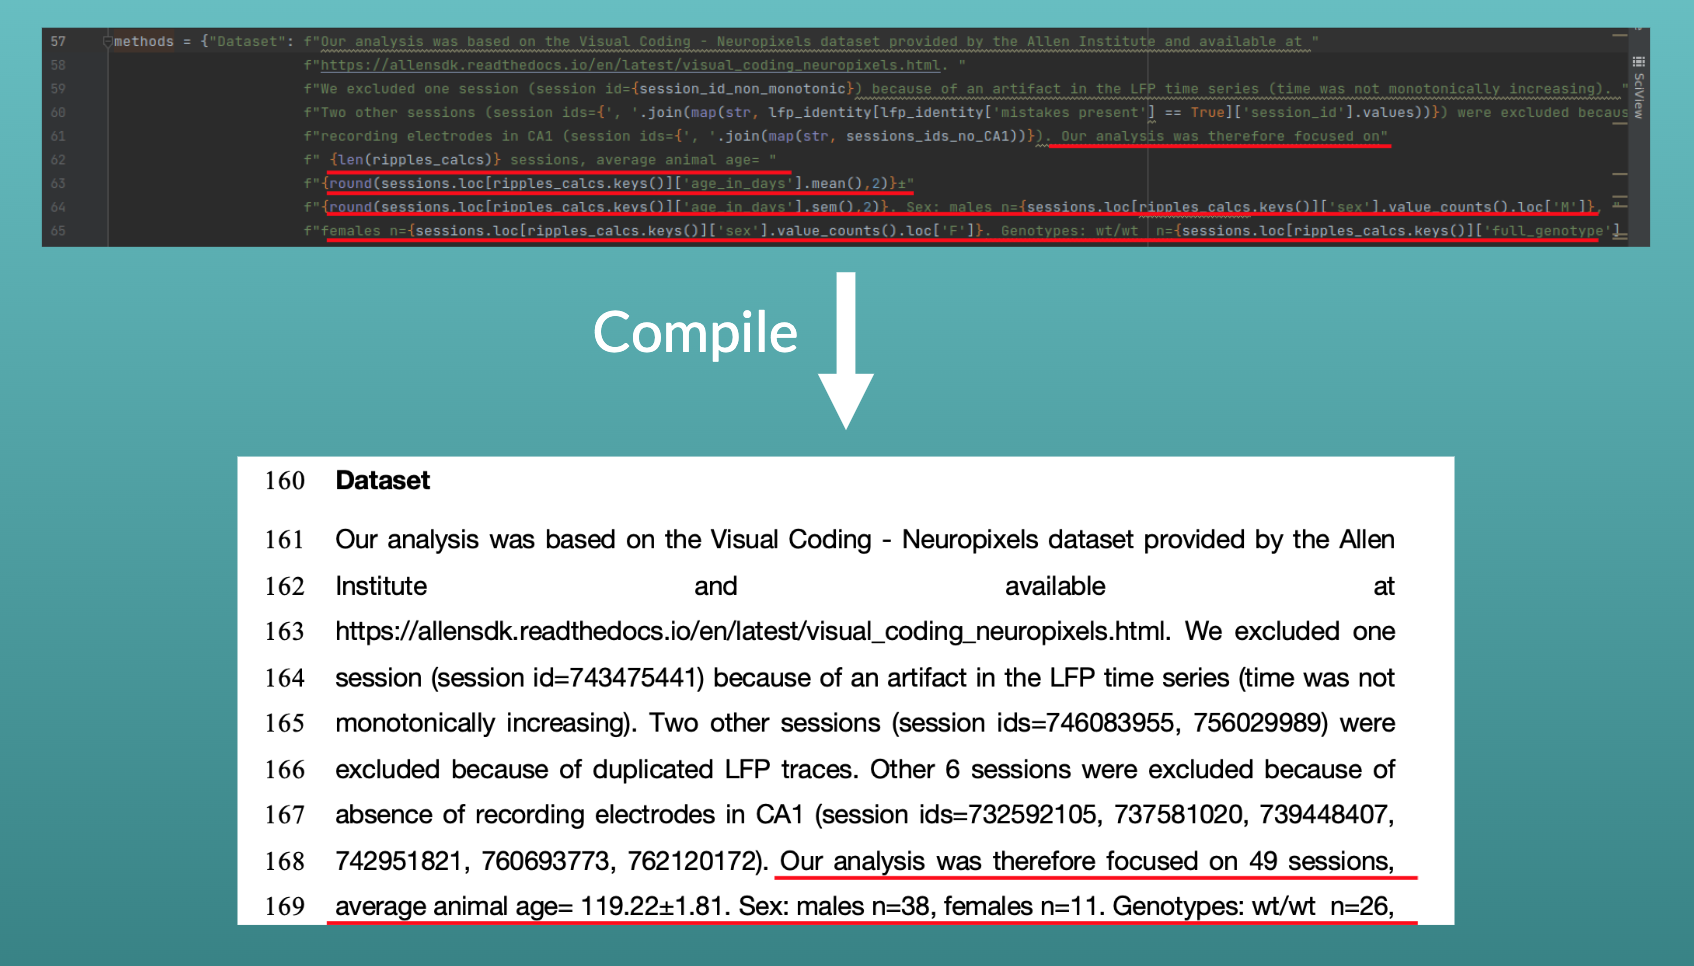 57 methods = {"Dataset": f"Our analysis was based on the Visual Coding - Neuropixels dataset provided by the Allen Institute and available at "
58 f"https://allensdk.readthedocs.io/en/latest/visual_coding_neuropixels.html. "
59 f"We excluded one session (session id={session_id_non_monotonic}) because of an artifact in the LFP time series (time was not monotonically increasing). "
60 f"Two other sessions (session ids={', '.join(map(str, lfp_identity[lfp_identity['mistakes present'] == True]['session_id'].values))}) were excluded becaus
61 f"recording electrodes in CA1 (session ids={', '.join(map(str, sessions_ids_no_CA1))}). Our analysis was therefore focused on"
62 f" {len(ripples_calcs)} sessions, average animal age= "
63 f"{round(sessions.loc[ripples_calcs.keys()]['age_in_days'].mean(),2)}±"
64 f"{round(sessions.loc[ripples_calcs.keys()]['age_in_days'].sem(),2)}. Sex: males n={sessions.loc[ripples_calcs.keys()]['sex'].value_counts().loc['M']}, "
65 f"females n={sessions.loc[ripples_calcs.keys()]['sex'].value_counts().loc['F']}. Genotypes: wt/wt  n={sessions.loc[ripples_calcs.keys()]['full_genotype']
SciView
Compile
160 Dataset
161 Our analysis was based on the Visual Coding - Neuropixels dataset provided by the Allen
162 Institute and available at
163 https://allensdk.readthedocs.io/en/latest/visual_coding_neuropixels.html. We excluded one
164 session (session id=743475441) because of an artifact in the LFP time series (time was not
165 monotonically increasing). Two other sessions (session ids=746083955, 756029989) were
166 excluded because of duplicated LFP traces. Other 6 sessions were excluded because of
167 absence of recording electrodes in CA1 (session ids=732592105, 737581020, 739448407,
168 742951821, 760693773, 762120172). Our analysis was therefore focused on 49 sessions,
169 average animal age= 119.22±1.81. Sex: males n=38, females n=11. Genotypes: wt/wt  n=26,